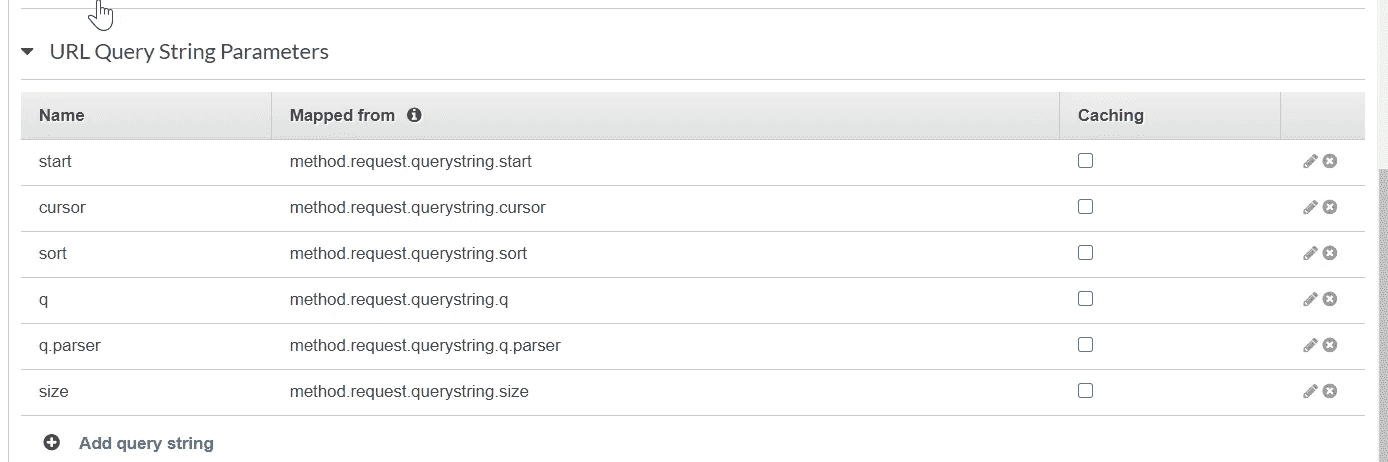 URL Query String Parameters
Name Mapped from Caching
start method.request.querystring.start
cursor method.request.querystring.cursor
sort method.request.querystring.sort
q method.request.querystring.q
q.parser method.request.querystring.q.parser
size method.request.querystring.size
Add query string